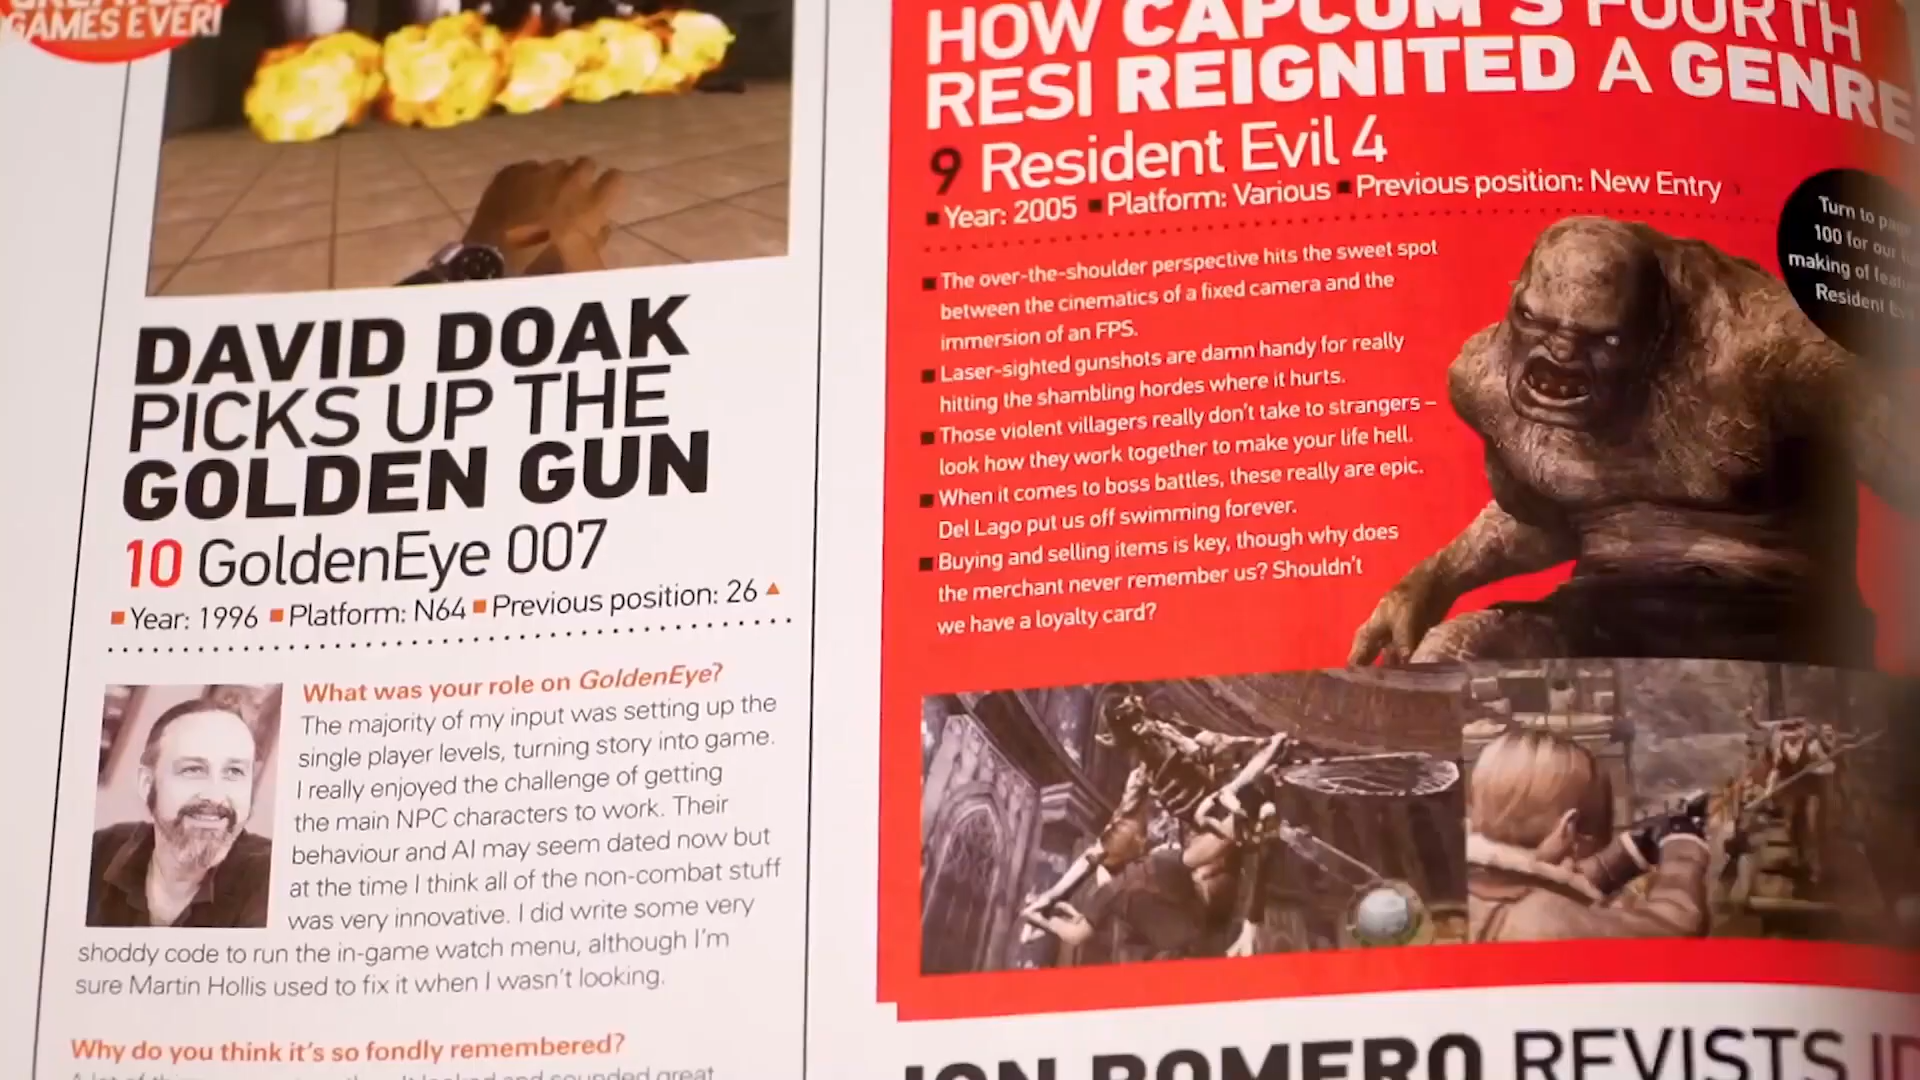 GAMES EVER!
DAVID DOAK
PICKS UP THE
GOLDEN GUN
10 GoldenEye 007
Year: 1996 Platform: N64 Previous position: 26
What was your role on GoldenEye?
The majority of my input was setting up the
single player levels, turning story into game.
I really enjoyed the challenge of getting
the main NPC characters to work. Their
behaviour and AI may seem dated now but
at the time I think all of the non-combat stuff
was very innovative. I did write some very
shoddy code to run the in-game watch menu, although I'm
sure Martin Hollis used to fix it when I wasn't looking.
Why do you think it's so fondly remembered?
HOW CAPCOM'S FOURTH
RESI REIGNITED A GENRE
9 Resident Evil 4
Year: 2005 Platform: Various Previous position: New Entry
The over-the-shoulder perspective hits the sweet spot
between the cinematics of a fixed camera and the
immersion of an FPS.
Laser-sighted gunshots are damn handy for really
hitting the shambling hordes where it hurts.
Those violent villagers really don't take to strangers –
look how they work together to make your life hell.
When it comes to boss battles, these really are epic.
Del Lago put us off swimming forever.
Buying and selling items is key, though why does
the merchant never remember us? Shouldn't
we have a loyalty card?
Turn to
100 for our
making of
Resident
ROMERO REVISTS